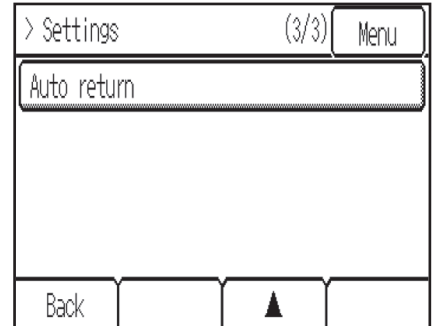 > Settings (3/3) Menu
Auto return
Back ▲